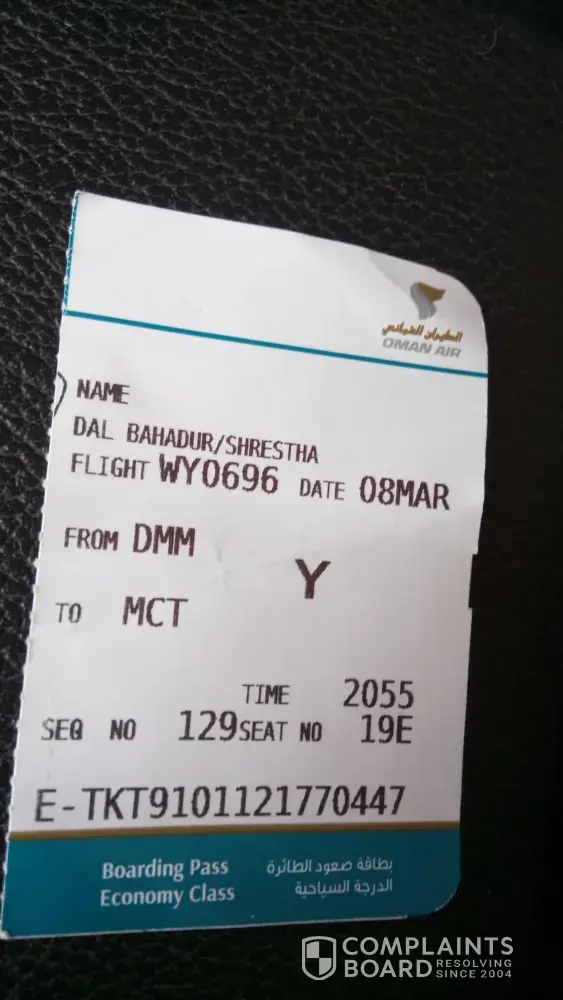 الطيران العماني
OMAN AIR
NAME
DAL BAHADUR/SHRESTHA
FLIGHT WY0696 DATE 08MAR
FROM DMM
Y
TO MCT
TIME 2055
SEQ NO 129 SEAT NO 19E
E-TKT9101121770447
Boarding Pass بطاقة صعود الطائرة
Economy Class الدرجة السياحية
COMPLAINTS
BOARD RESOLVING
SINCE 2004